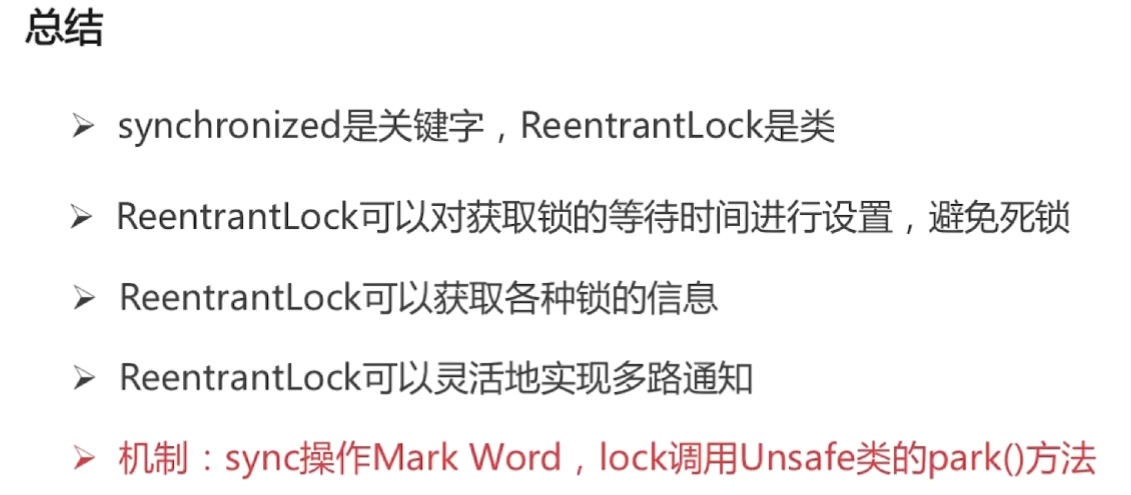 总结
➢ synchronized是关键字，ReentrantLock是类
➢ ReentrantLock可以对获取锁的等待时间进行设置，避免死锁
➢ ReentrantLock可以获取各种锁的信息
➢ ReentrantLock可以灵活地实现多路通知
➢ 机制：sync操作Mark Word，lock调用Unsafe类的park()方法